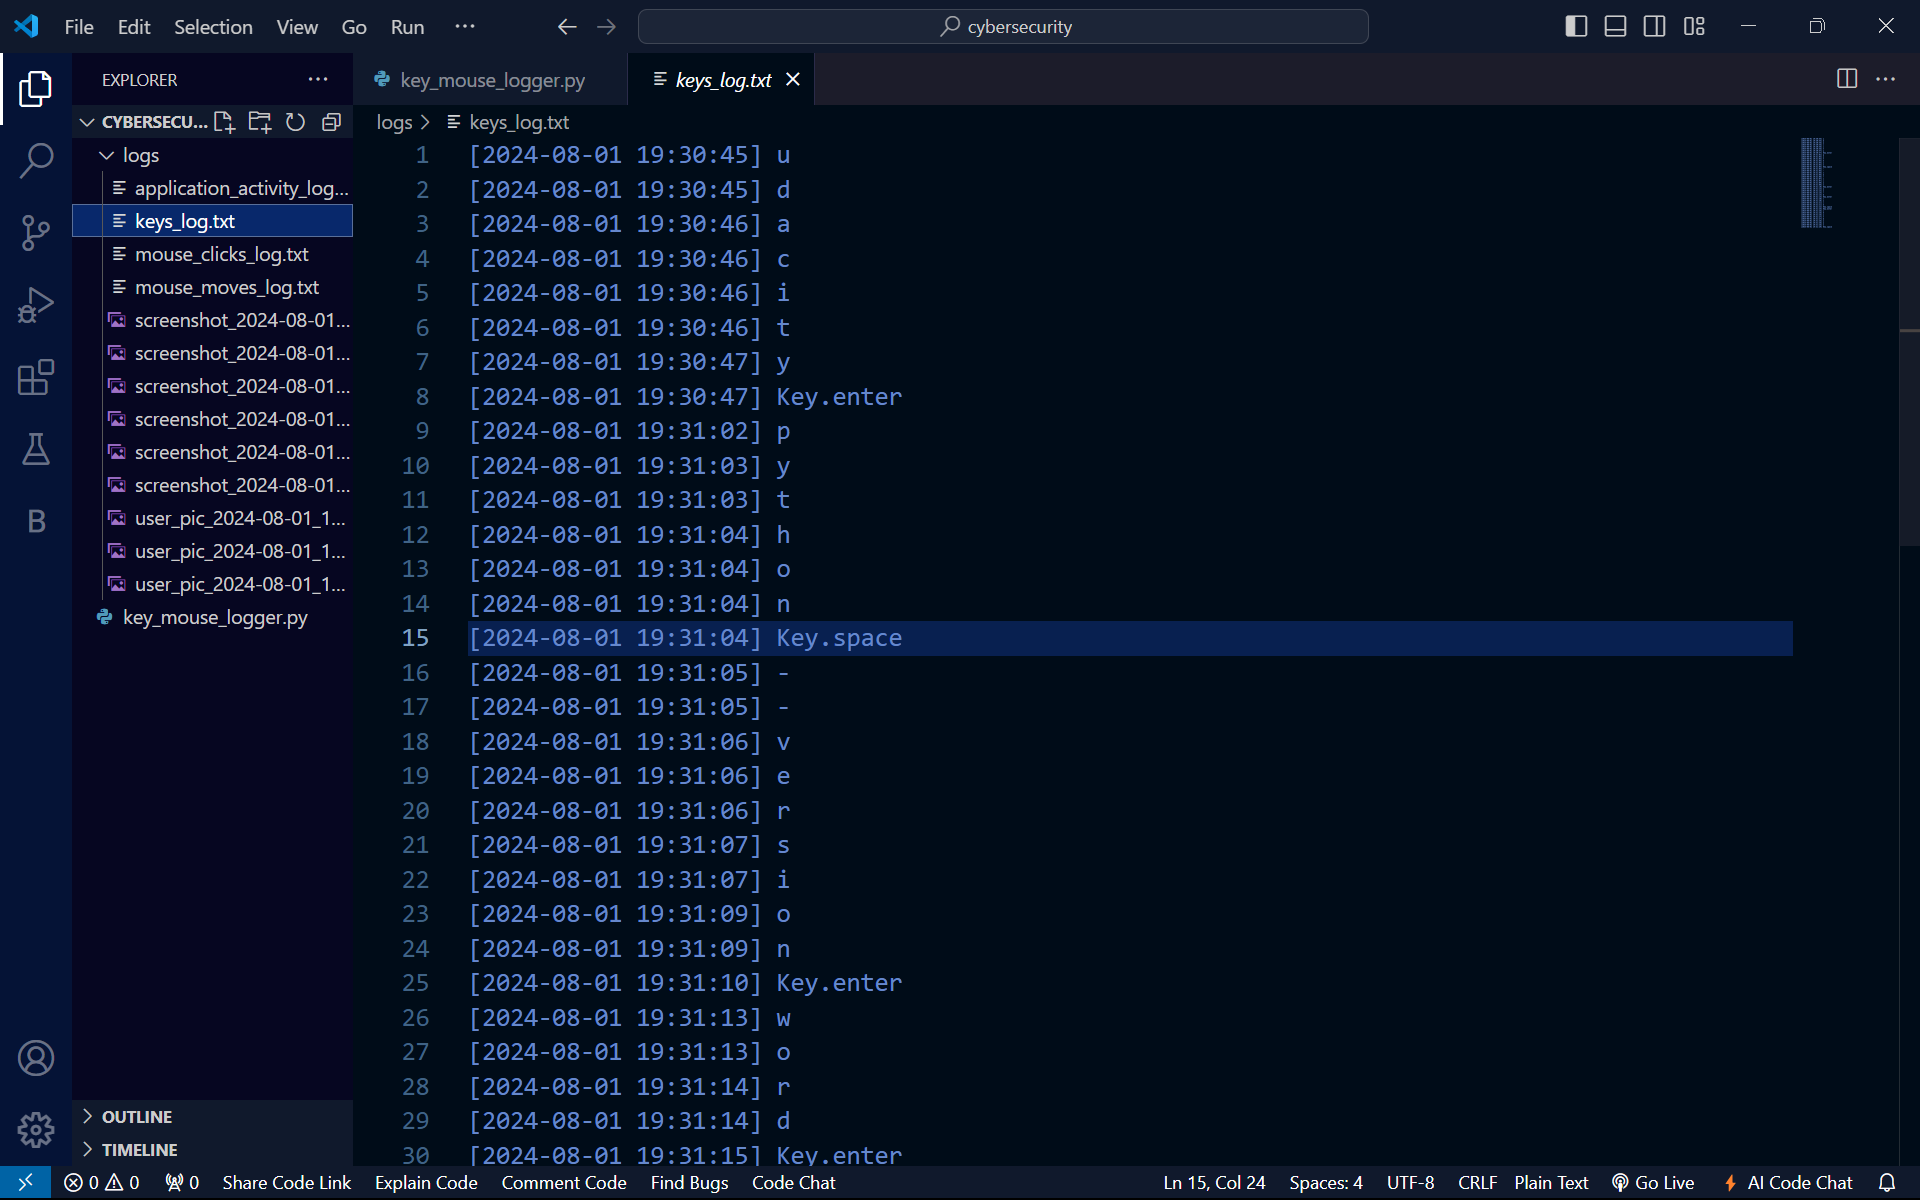 File Edit Selection View Go Run ··· cybersecurity
EXPLORER ···
key_mouse_logger.py
keys_log.txt
CYBERSECU...
logs > keys_log.txt
logs
application_activity_log...
keys_log.txt
mouse_clicks_log.txt
mouse_moves_log.txt
screenshot_2024-08-01...
screenshot_2024-08-01...
screenshot_2024-08-01...
screenshot_2024-08-01...
screenshot_2024-08-01...
screenshot_2024-08-01...
user_pic_2024-08-01_1...
user_pic_2024-08-01_1...
user_pic_2024-08-01_1...
key_mouse_logger.py
B
OUTLINE
TIMELINE
1 [2024-08-01 19:30:45] u
2 [2024-08-01 19:30:45] d
3 [2024-08-01 19:30:46] a
4 [2024-08-01 19:30:46] c
5 [2024-08-01 19:30:46] i
6 [2024-08-01 19:30:46] t
7 [2024-08-01 19:30:47] y
8 [2024-08-01 19:30:47] Key.enter
9 [2024-08-01 19:31:02] p
10 [2024-08-01 19:31:03] y
11 [2024-08-01 19:31:03] t
12 [2024-08-01 19:31:04] h
13 [2024-08-01 19:31:04] o
14 [2024-08-01 19:31:04] n
15 [2024-08-01 19:31:04] Key.space
16 [2024-08-01 19:31:05] -
17 [2024-08-01 19:31:05] -
18 [2024-08-01 19:31:06] v
19 [2024-08-01 19:31:06] e
20 [2024-08-01 19:31:06] r
21 [2024-08-01 19:31:07] s
22 [2024-08-01 19:31:07] i
23 [2024-08-01 19:31:09] o
24 [2024-08-01 19:31:09] n
25 [2024-08-01 19:31:10] Key.enter
26 [2024-08-01 19:31:13] w
27 [2024-08-01 19:31:13] o
28 [2024-08-01 19:31:14] r
29 [2024-08-01 19:31:14] d
30 [2024-08-01 19:31:15] Key.enter
0 0 0 Share Code Link Explain Code Comment Code Find Bugs Code Chat Ln 15, Col 24 Spaces: 4 UTF-8 CRLF Plain Text Go Live AI Code Chat